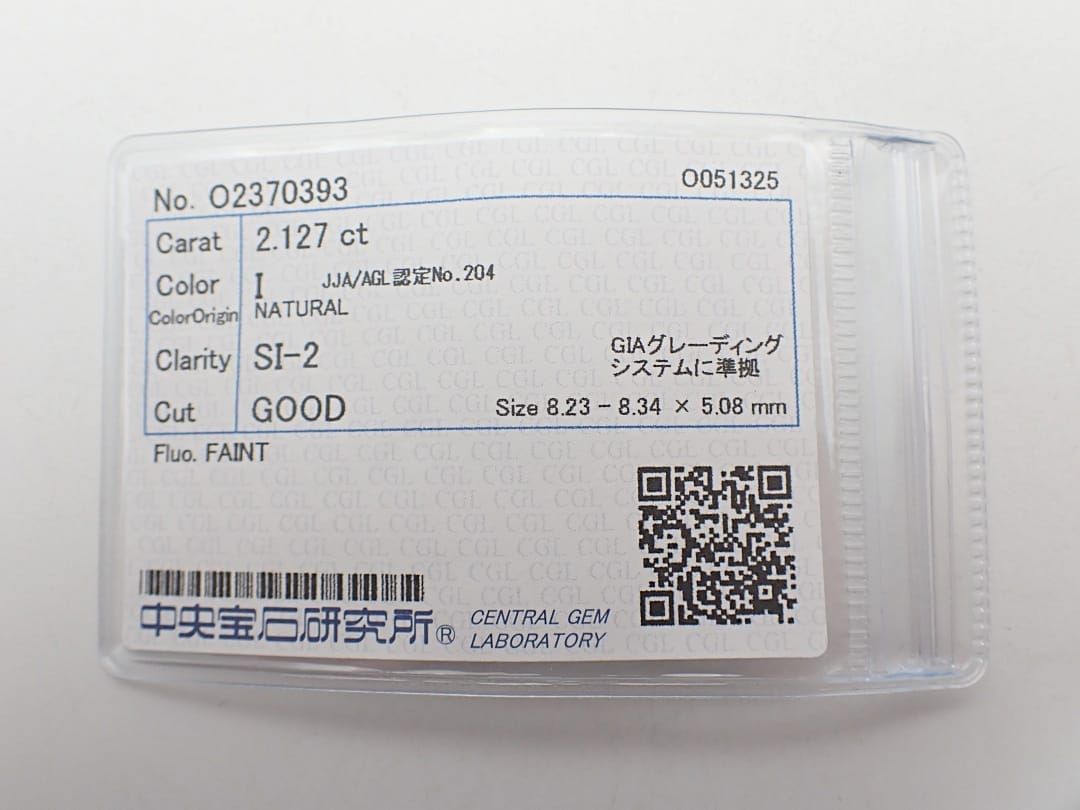 No. O2370393
O051325
Carat 2.127 ct
Color I JJA/AGL認定No.204
ColorOrigin NATURAL
Clarity SI-2
GIAグレーディング
システムに準拠
Cut GOOD Size 8.23 - 8.34 × 5.08 mm
Fluo. FAINT
中央宝石研究所® CENTRAL GEM
LABORATORY